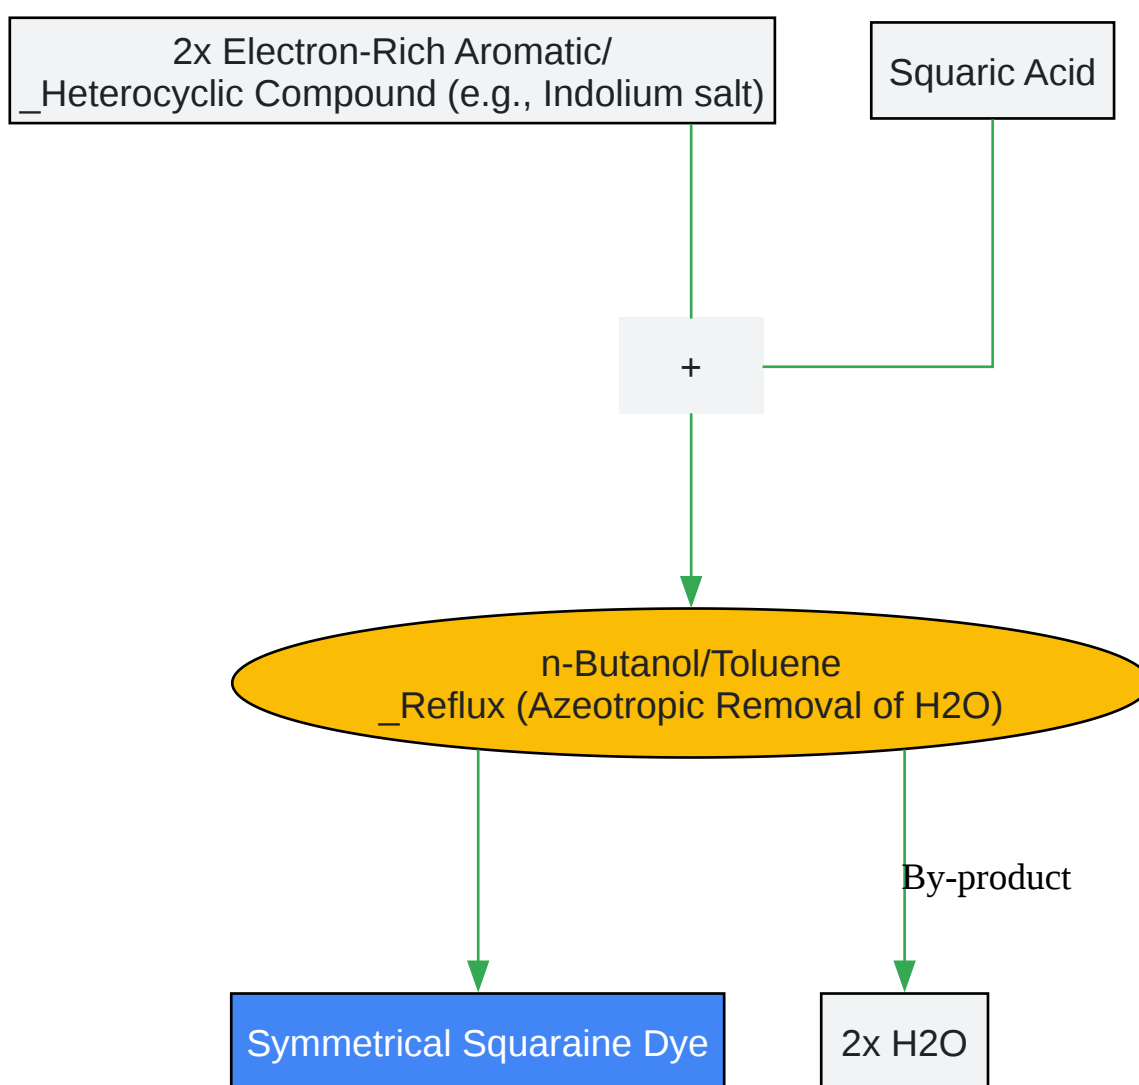 2x Electron-Rich Aromatic/
_Heterocyclic Compound (e.g., Indolium salt)
Squaric Acid
+
n-Butanol/Toluene
_Reflux (Azeotropic Removal of H2O)
By-product
Symmetrical Squaraine Dye
2x H2O